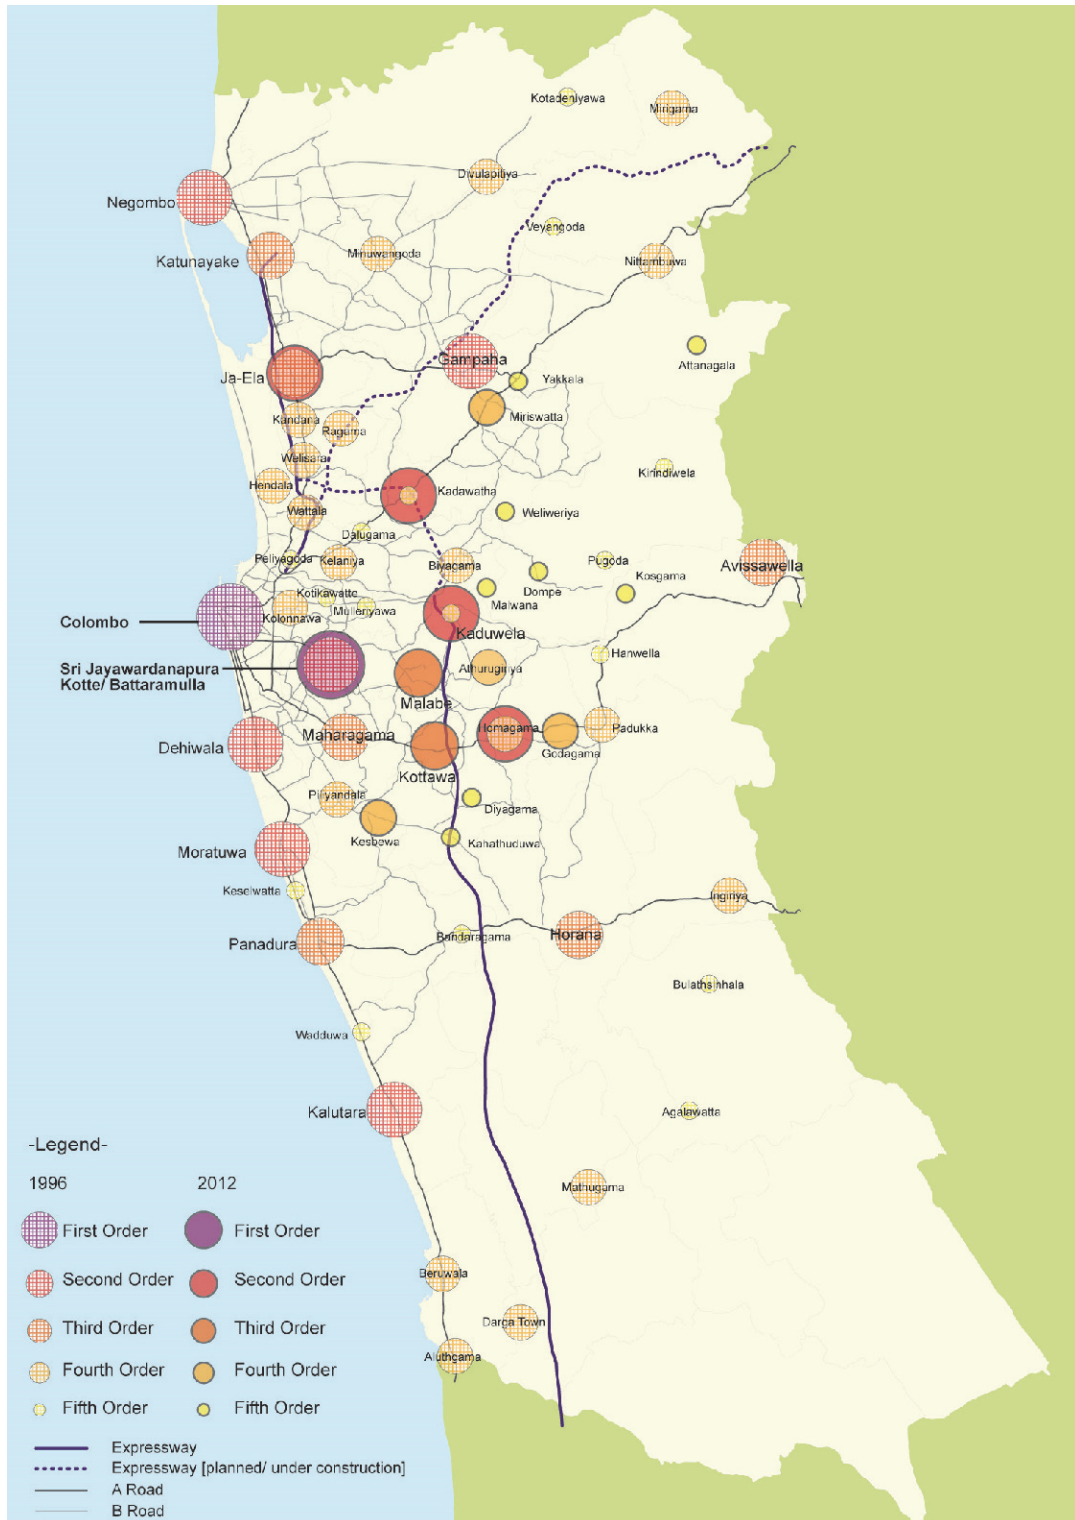 Kotadeniyawa
Mirigama
Divulapitiya
Negombo
Veyangoda
Katunayake
Minuwangoda
Nittambuwa
Gampaha
Attanagala
Ja-Ela
Yakkala
Miriswatta
Kandana
Ragama
Welisara
Kirindiwela
Hendala
Kadawatha
Wattala
Weliweriya
Dalugama
Peliyagoda
Kelaniya
Biyagama
Pugoda
Avissawella
Kosgama
Dompe
Malwana
Kotikawatte
Mulleriyawa
Kolonnawa
Colombo
Kaduwela
Hanwella
Sri Jayawardanapura
Kotte/ Battaramulla
Athurugiriya
Malabe
Homagama
Padukka
Maharagama
Dehiwala
Godagama
Kottawa
Piliyandala
Diyagama
Kesbewa
Kahathuduwa
Moratuwa
Keselwatta
Ingiriya
Bandaragama
Horana
Panadura
Bulathsinhala
Wadduwa
Kalutara
Agalawatta
Mathugama
Beruwala
Darga Town
Aluthgama
-Legend-
1996 2012
First Order First Order
Second Order Second Order
Third Order Third Order
Fourth Order Fourth Order
Fifth Order Fifth Order
Expressway
Expressway [planned/ under construction]
A Road
B Road